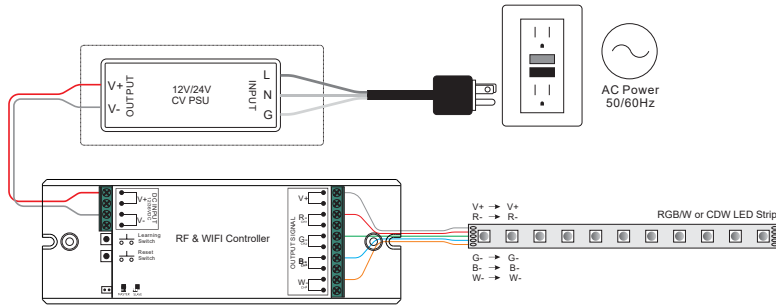 V+
V-
OUTPUT
12V/24V
CV PSU
INPUT
L
N
G
AC Power
50/60Hz
V+
V-
DC INPUT
Learning
Switch
Reset
Switch
RF & WIFI Controller
OUTPUT SIGNAL
V+
R-
G-
B-
W-
V+ → V+
R- → R-
RGB/W or CDW LED Strip
G- → G-
B- → B-
W- → W-